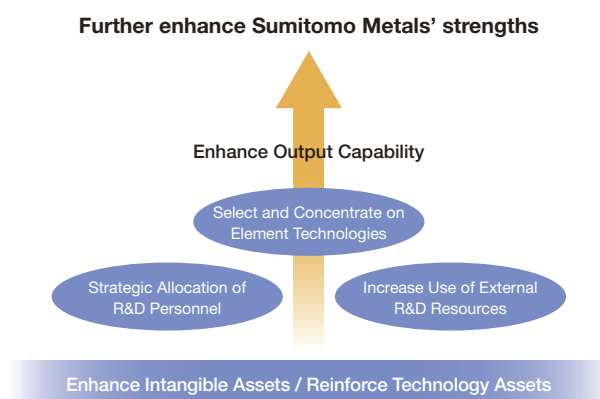 Further enhance Sumitomo Metals’ strengths
Enhance Output Capability
Select and Concentrate on
Element Technologies
Strategic Allocation of
R&D Personnel
Increase Use of External
R&D Resources
Enhance Intangible Assets / Reinforce Technology Assets